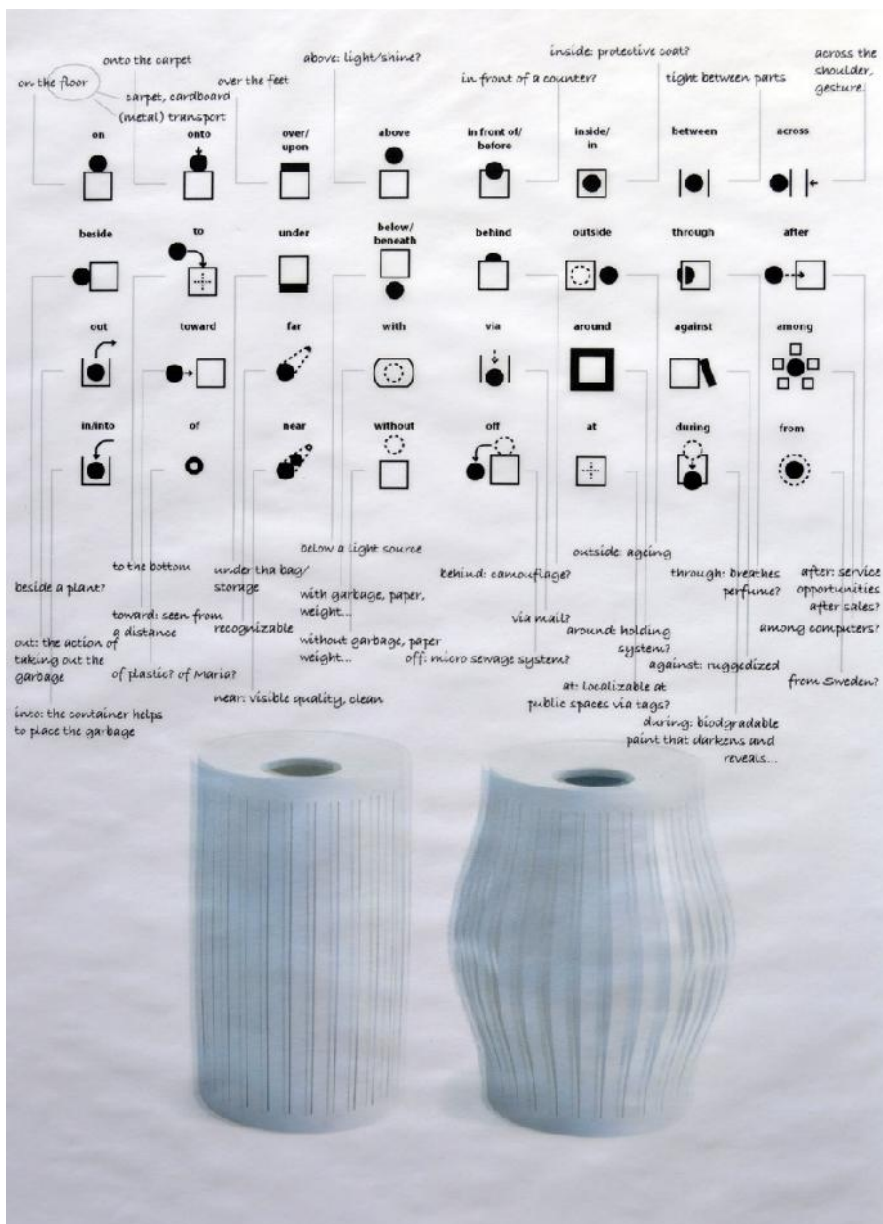 onto the carpet
above: light/shine?
inside: protective coat?
across the
shoulder,
gesture.
on the floor
over the feet
in front of a counter?
tight between parts
carpet, cardboard
(metal) transport
on
onto
over/
upon
above
in front of/
before
inside/
in
between
across
beside
to
under
below/
beneath
behind
outside
through
after
out
toward
far
with
via
around
against
among
in/into
of
near
without
off
at
during
from
below a light source
outside: ageing
to the bottom
under tha bag/
storage
behind: camouflage?
through: breathes
perfume?
after: service
opportunities
after sales?
beside a plant?
with garbage, paper,
weight...
toward: seen from
a distance
recognizable
via mail?
around holding
system?
among computers?
out: the action of
taking out the
garbage
without garbage, paper
weight...
off: micro sewage system?
against: ruggedized
of plastic? of Maria?
from Sweden?
near: visible quality, clean
at: localizable at
public spaces via tags?
into: the container helps
to place the garbage
during: biodgradable
paint that darkens and
reveals...